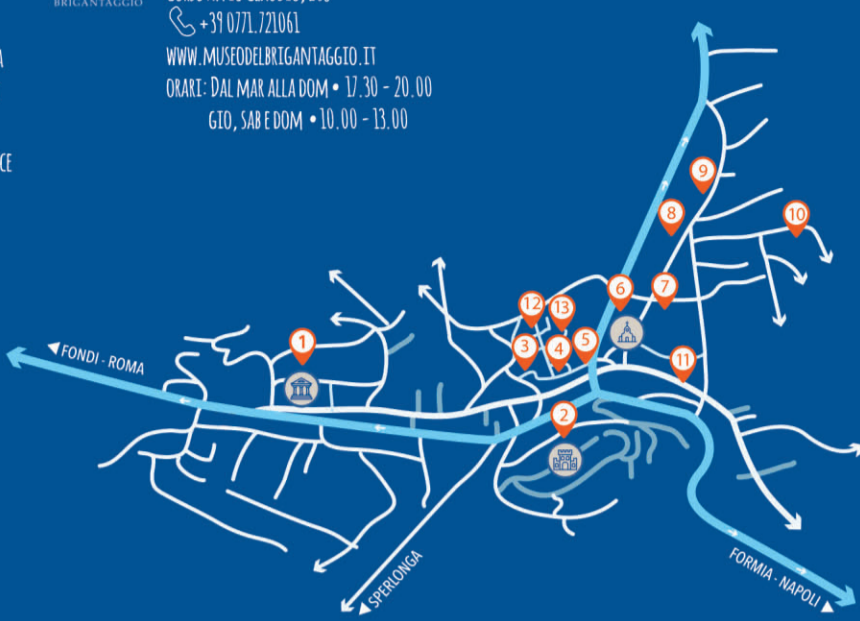 BRIGANTAGGIO
+39 0771.721061
WWW.MUSEODELBRIGANTAGGIO.IT
ORARI: DAL MAR ALLA DOM • 17.30 - 20.00
GIO, SAB E DOM • 10.00 - 13.00
A
CE
9
8
10
6
7
12
13
1
3
4
5
11
FONDI - ROMA
2
SPERLONGA
FORMIA - NAPOLI